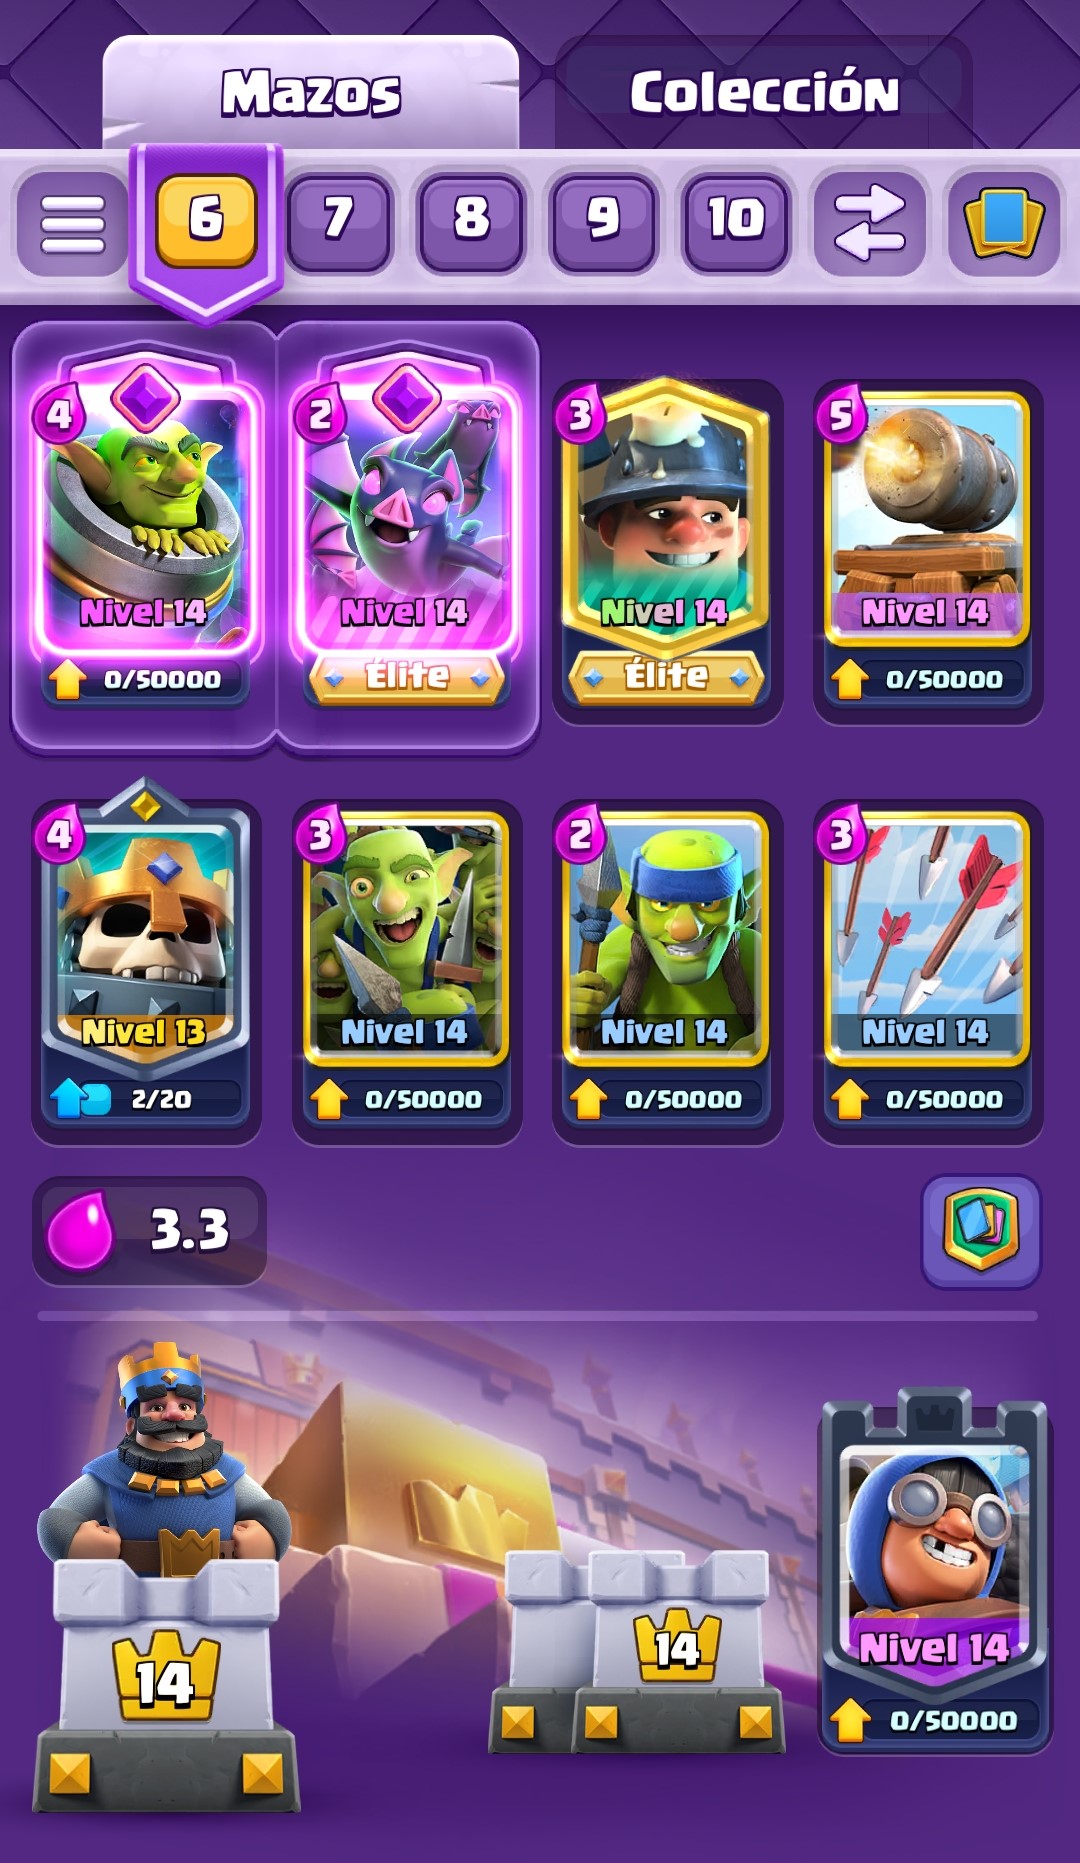 Mazos
Colección
6 7 8 9 10
4 2 3 5
Nivel 14 Nivel 14 Nivel 14 Nivel 14
0/50000 Élite Élite 0/50000
4 3 2 3
Nivel 13 Nivel 14 Nivel 14 Nivel 14
2/20 0/50000 0/50000 0/50000
3.3
14 14 Nivel 14
0/50000